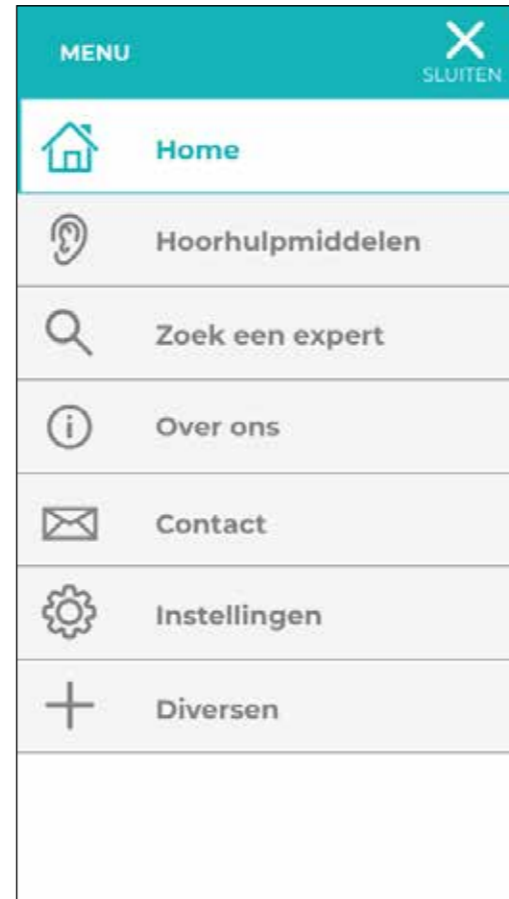 MENU
SLUITEN
Home
Hoorhulpmiddelen
Zoek een expert
Over ons
Contact
Instellingen
Diversen